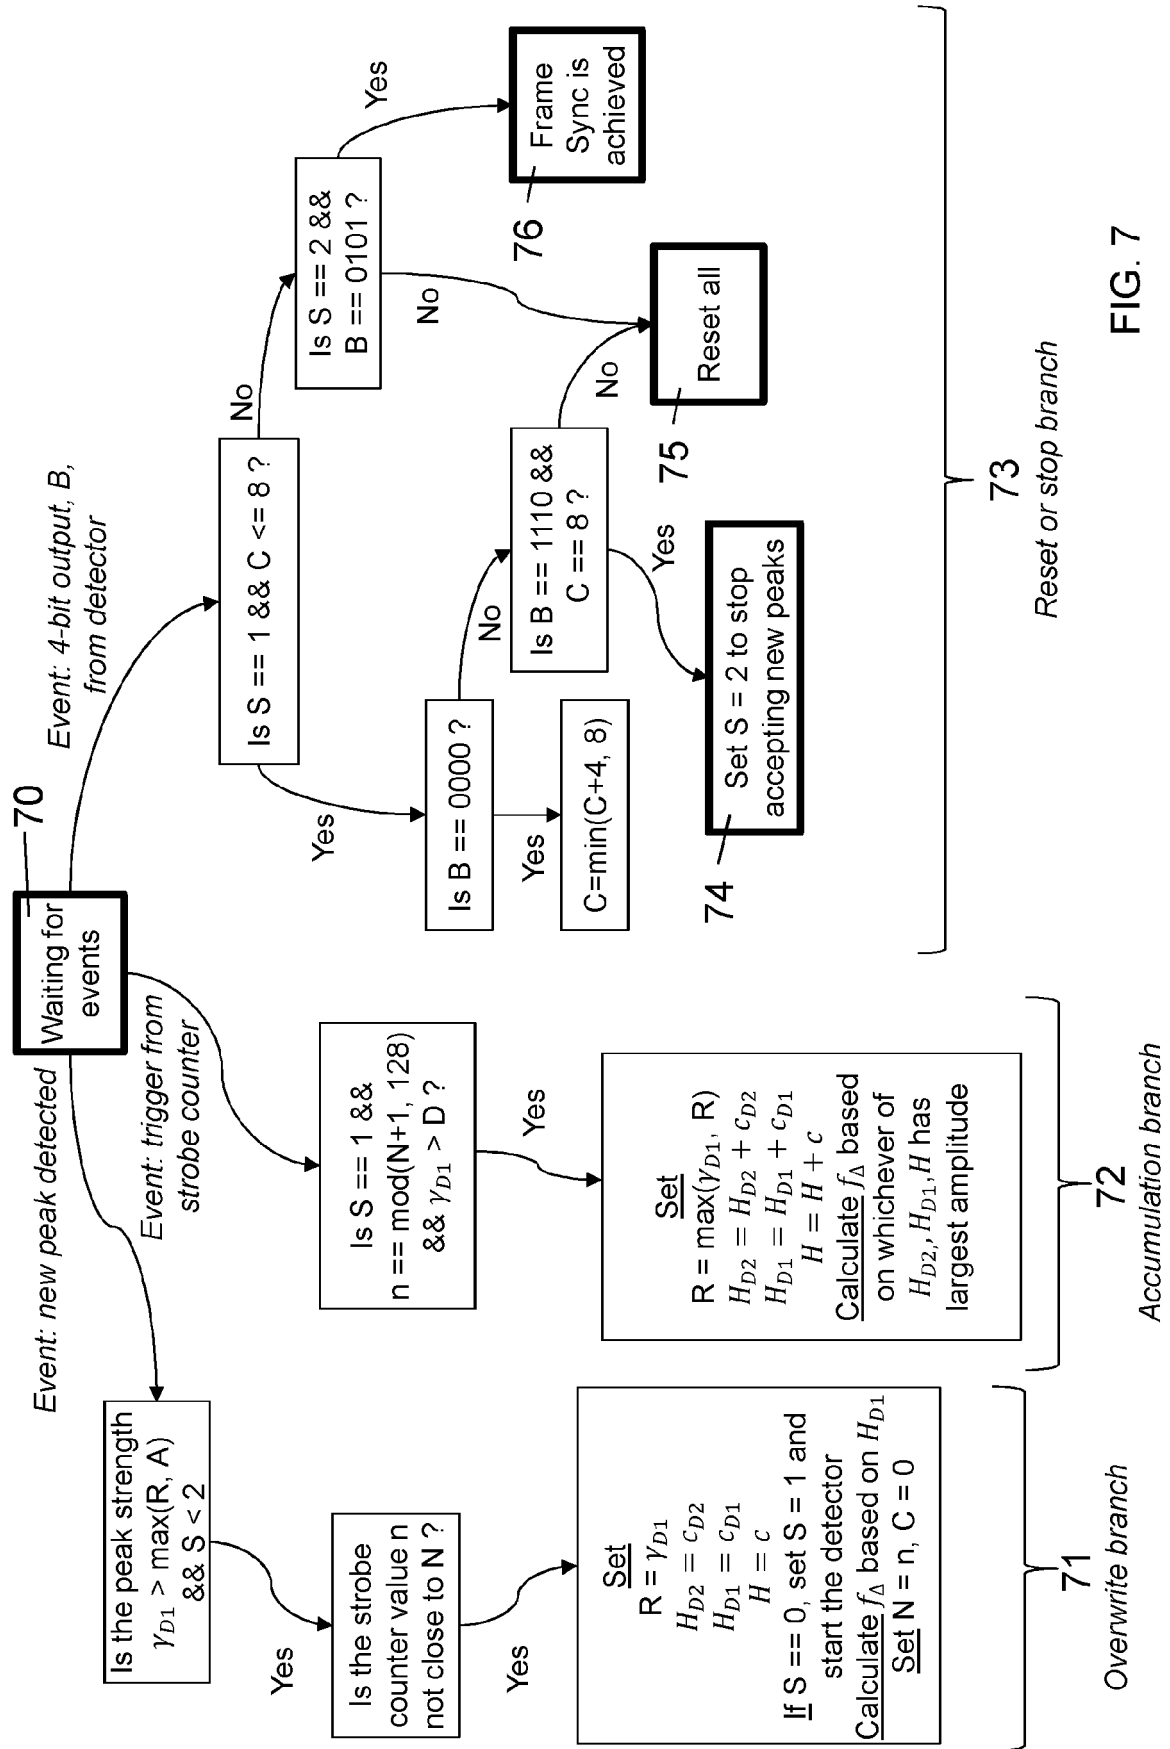 70
Waiting for
events
Event: new peak detected
Event: trigger from
strobe counter
Event: 4-bit output, B,
from detector
Is the peak strength
γD1 > max(R, A)
&& S < 2
Yes
Is the strobe
counter value n
not close to N ?
Yes
Set
R = γD1
HD2 = cD2
HD1 = cD1
H = c
If S == 0, set S = 1 and
start the detector
Calculate fΔ based on HD1
Set N = n, C = 0
71
Overwrite branch
Is S == 1 &&
n == mod(N+1, 128)
&& γD1 > D ?
Yes
Set
R = max(γD1, R)
HD2 = HD2 + cD2
HD1 = HD1 + cD1
H = H + c
Calculate fΔ based
on whichever of
HD2,, HD1, H has
largest amplitude
72
Accumulation branch
Is S == 1 && C <= 8 ?
Yes
No
Is B == 0000 ?
Yes
No
C=min(C+4, 8)
Is B == 1110 &&
C == 8 ?
Yes
No
74
Set S = 2 to stop
accepting new peaks
Is S == 2 &&
B == 0101 ?
No
Yes
75
Reset all
76
Frame
Sync is
achieved
73
Reset or stop branch
FIG. 7